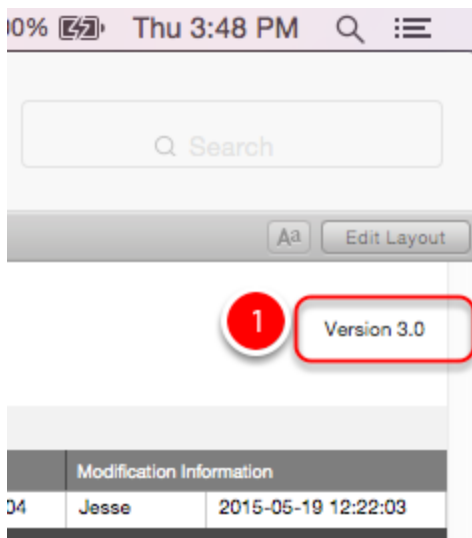 00% Thu 3:48 PM
Search
Aa Edit Layout
1 Version 3.0
Modification Information
04 Jesse 2015-05-19 12:22:03